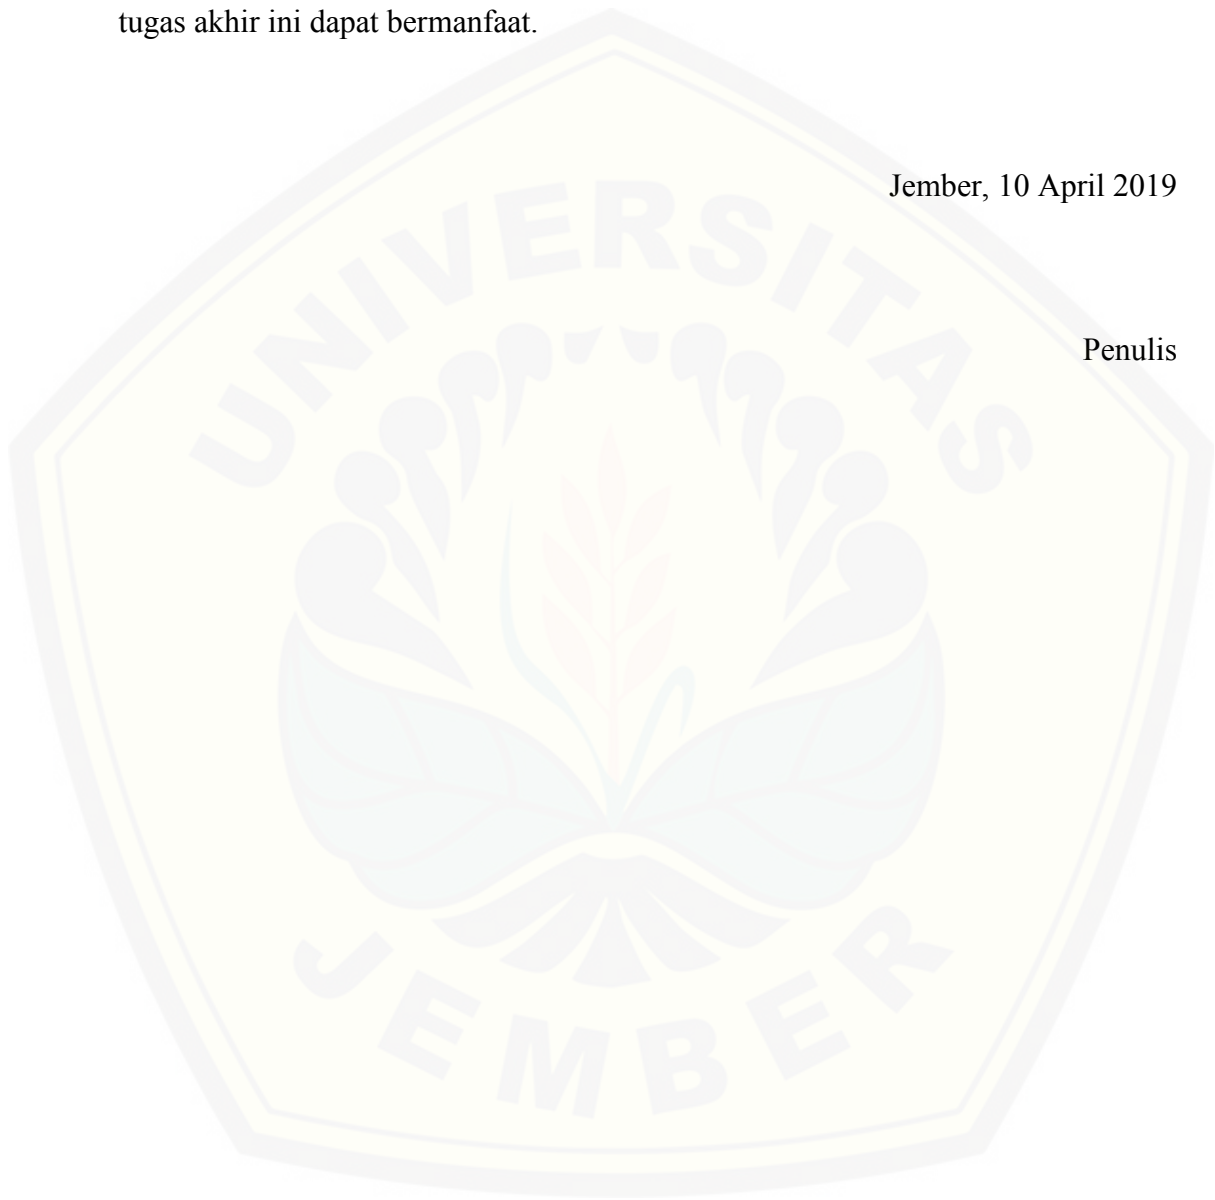 tugas akhir ini dapat bermanfaat.
Jember, 10 April 2019
Penulis
UNIVERSITAS
JEMBER